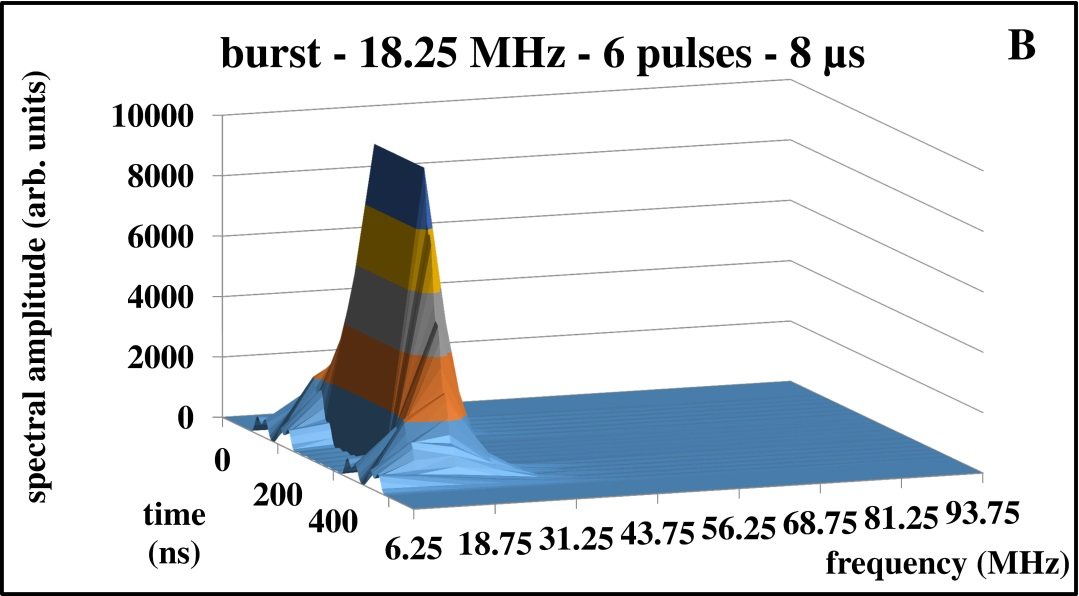 burst - 18.25 MHz - 6 pulses - 8 µs
B
spectral amplitude (arb. units)
10000
8000
6000
4000
2000
0
0
200
400
time
(ns)
6.25 18.75 31.25 43.75 56.25 68.75 81.25 93.75
frequency (MHz)